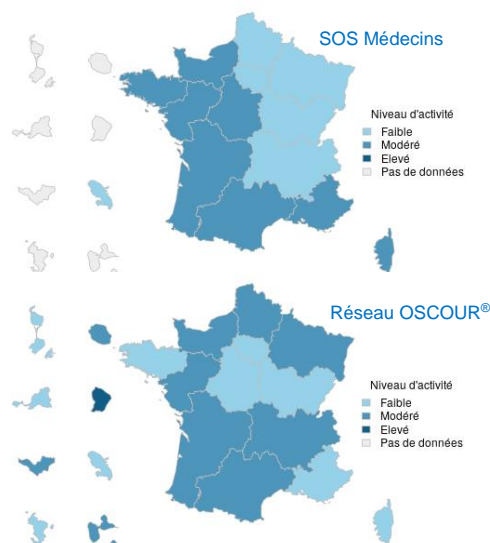 SOS Médecins
Niveau d'activité
Faible
Modéré
Elevé
Pas de données
Réseau OSCOUR®
Niveau d'activité
Faible
Modéré
Elevé
Pas de données